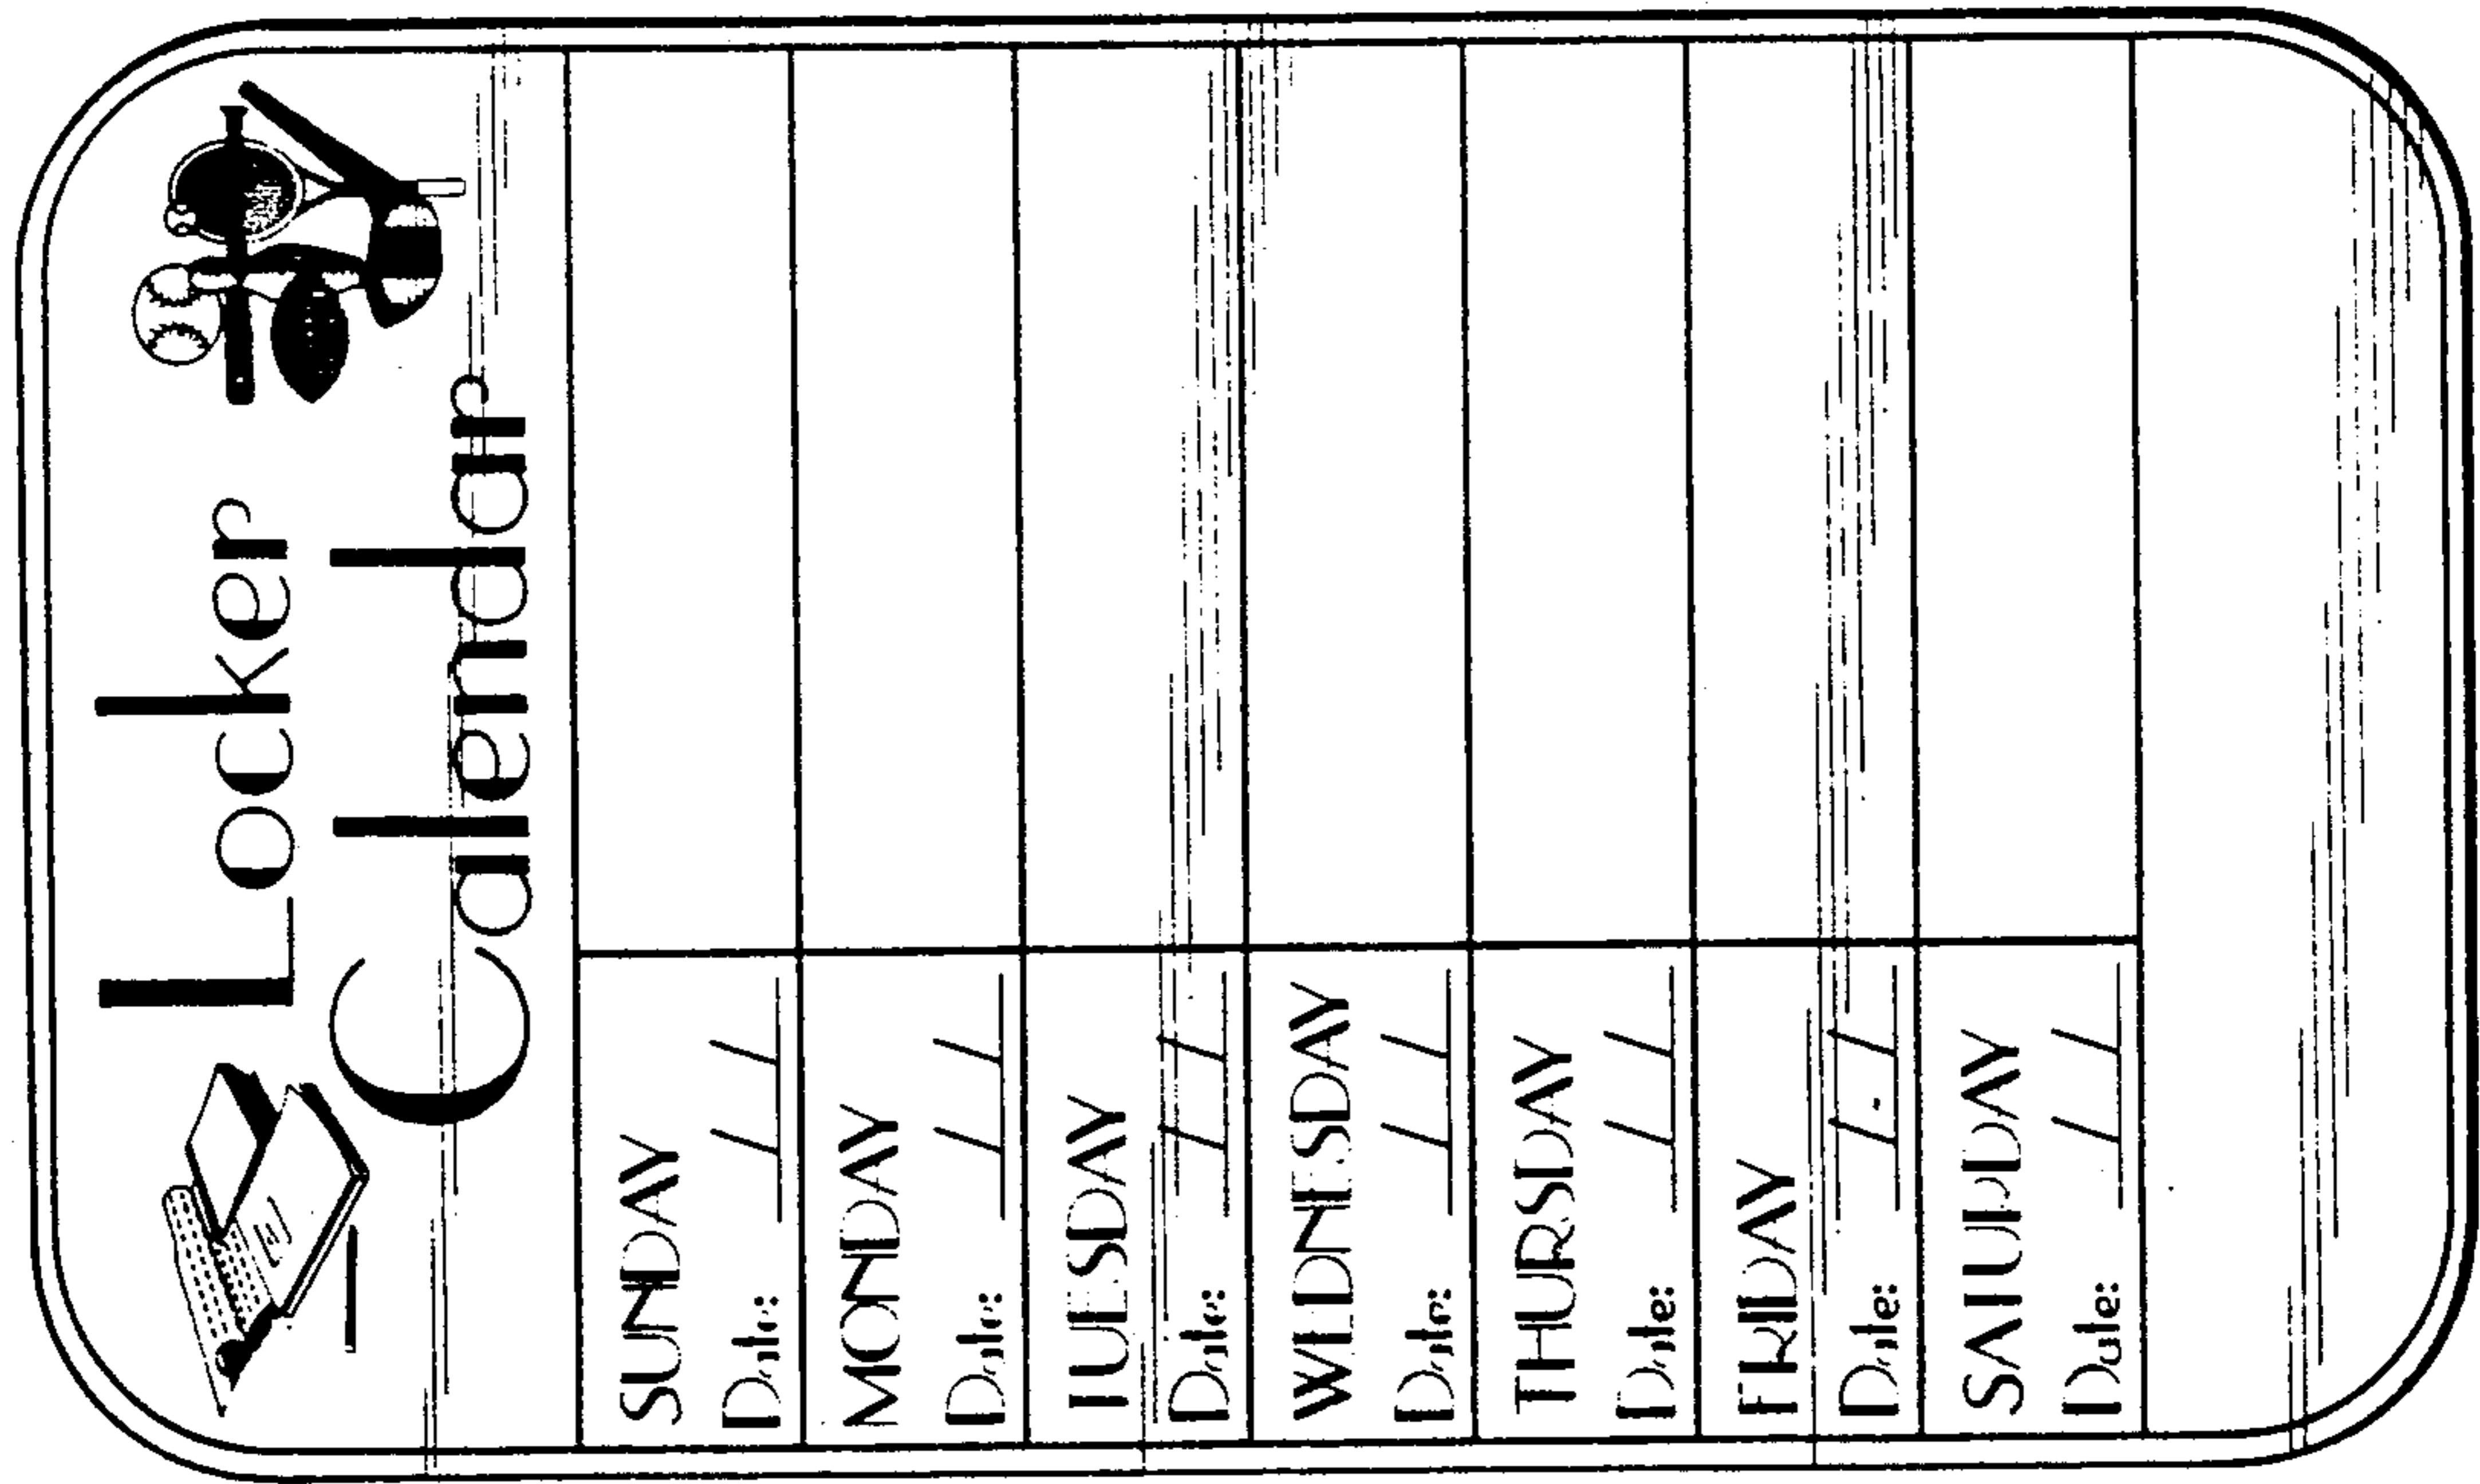 Locker
Calendar
SUNDAY
Date: / /
MONDAY
Date: / /
TUESDAY
Date: / /
WEDNESDAY
Date: / /
THURSDAY
Date: / /
FRIDAY
Date: / /
SATURDAY
Date: / /